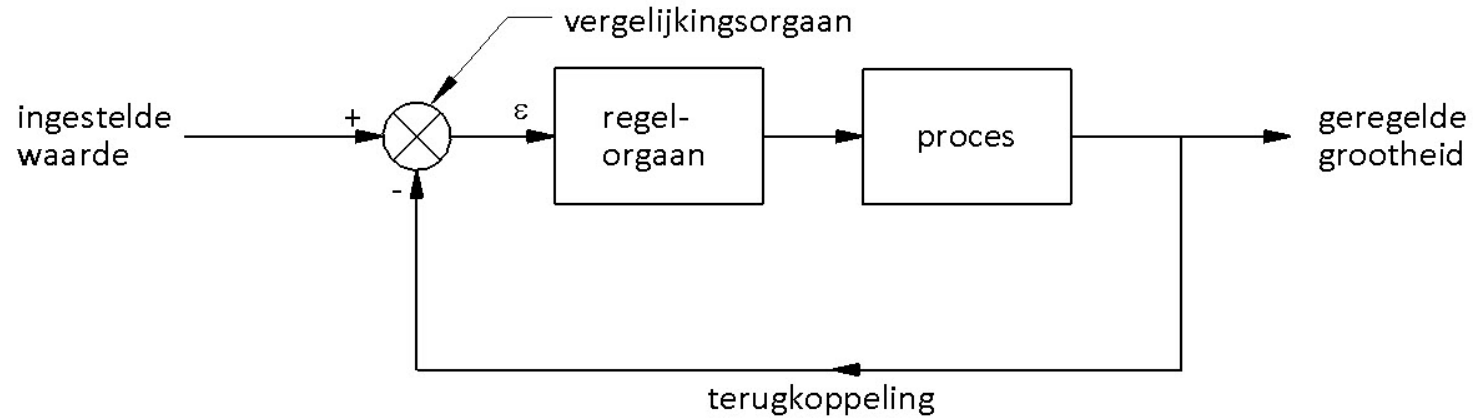 vergelijkingsorgaan
ingestelde
waarde
+
-
ε
regel-
orgaan
proces
geregelde
grootheid
terugkoppeling